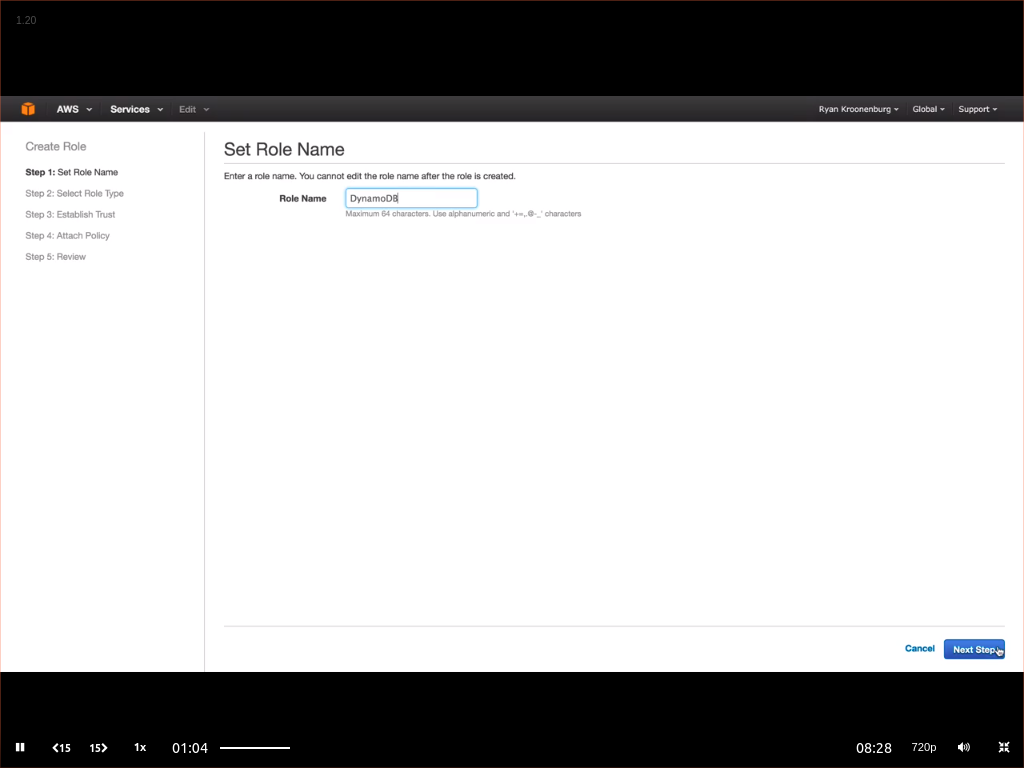 1.20
AWS Services Edit Ryan Kroonenburg Global Support
Create Role
Step 1: Set Role Name
Step 2: Select Role Type
Step 3: Establish Trust
Step 4: Attach Policy
Step 5: Review
Set Role Name
Enter a role name. You cannot edit the role name after the role is created.
Role Name DynamoDB
Maximum 64 characters. Use alphanumeric and '+=,.@-_' characters
Cancel Next Step
15 15 1x 01:04 08:28 720p